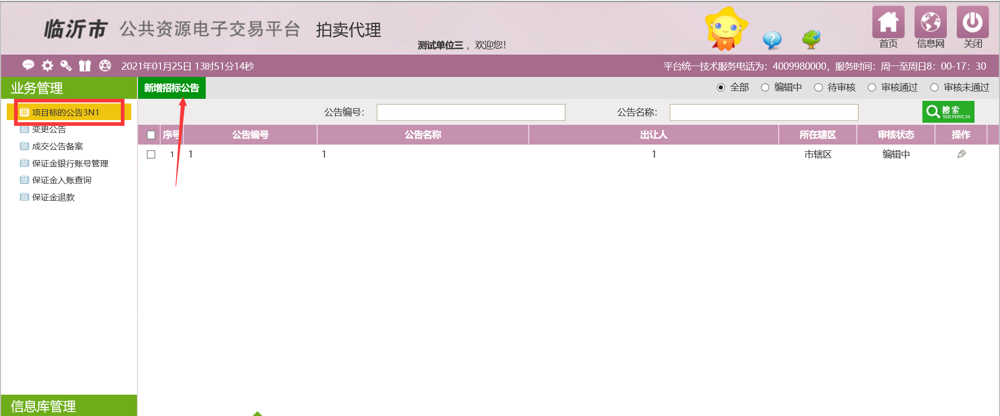 临沂市 公共资源电子交易平台 拍卖代理
测试单位三 ，欢迎您！
首页 信息网 关闭
2021年01月25日 13时51分14秒
平台统一技术服务电话为：4009980000，服务时间：周一至周日8：00-17：30
业务管理
项目标的公告3N1
变更公告
成交公告备案
保证金银行账号管理
保证金入账查询
保证金退款
信息库管理
新增招标公告
全部 编辑中 待审核 审核通过 审核未通过
公告编号： 公告名称： 搜索 SEARCH
序号 公告编号 公告名称 出让人 所在辖区 审核状态 操作
1 1 1 1 市辖区 编辑中